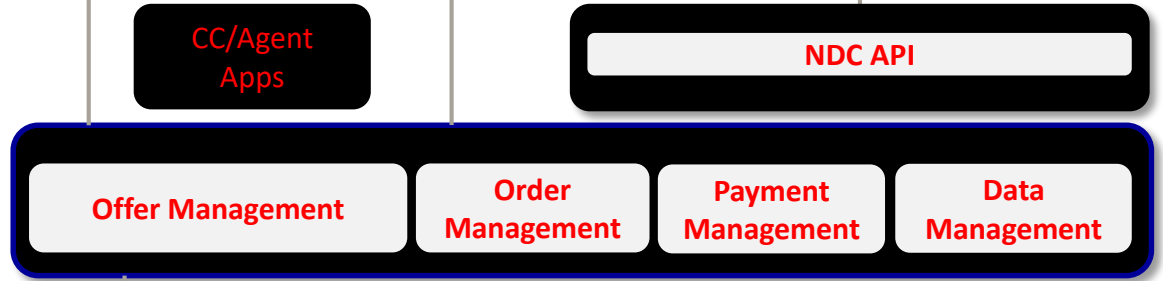 CC/Agent
Apps
NDC API
Offer Management
Order
Management
Payment
Management
Data
Management